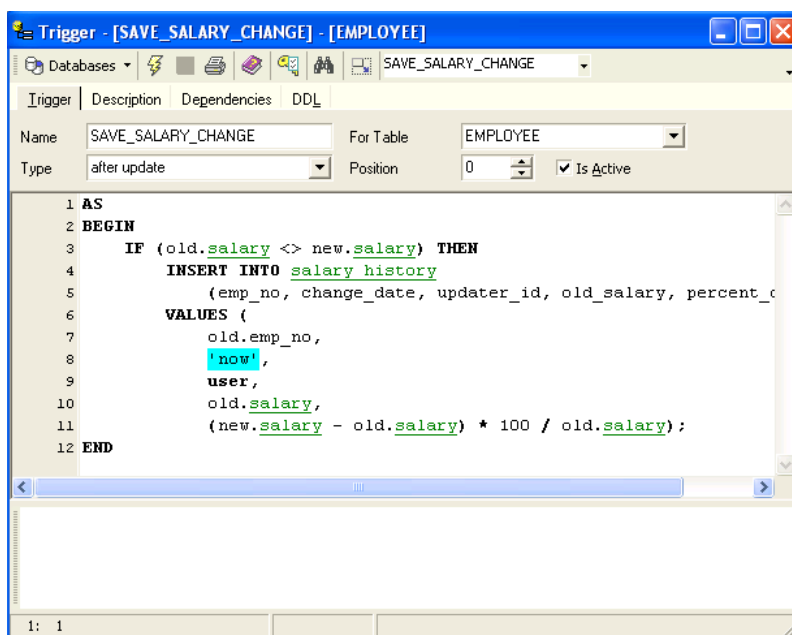 Trigger - [SAVE_SALARY_CHANGE] - [EMPLOYEE]
Databases SAVE_SALARY_CHANGE
Trigger Description Dependencies DDL
Name SAVE_SALARY_CHANGE For Table EMPLOYEE
Type after update Position 0 Is Active
1 AS
2 BEGIN
3 IF (old.salary <> new.salary) THEN
4 INSERT INTO salary_history
5 (emp_no, change_date, updater_id, old_salary, percent_c
6 VALUES (
7 old.emp_no,
8 'now',
9 user,
10 old.salary,
11 (new.salary - old.salary) * 100 / old.salary);
12 END
1: 1